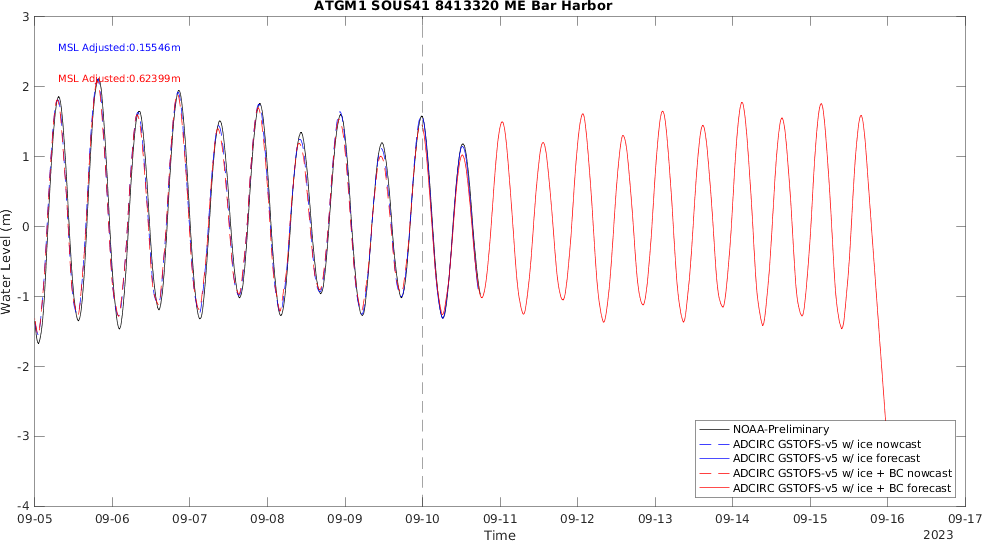 ATGM1 SOUS41 8413320 ME Bar Harbor
MSL Adjusted:0.15546m
MSL Adjusted:0.62399m
3
2
1
0
-1
-2
-3
-4
Water Level (m)
NOAA-Preliminary
ADCIRC GSTOFS-v5 w/ ice nowcast
ADCIRC GSTOFS-v5 w/ ice forecast
ADCIRC GSTOFS-v5 w/ ice + BC nowcast
ADCIRC GSTOFS-v5 w/ ice + BC forecast
09-05 09-06 09-07 09-08 09-09 09-10 09-11 09-12 09-13 09-14 09-15 09-16 09-17
Time
2023